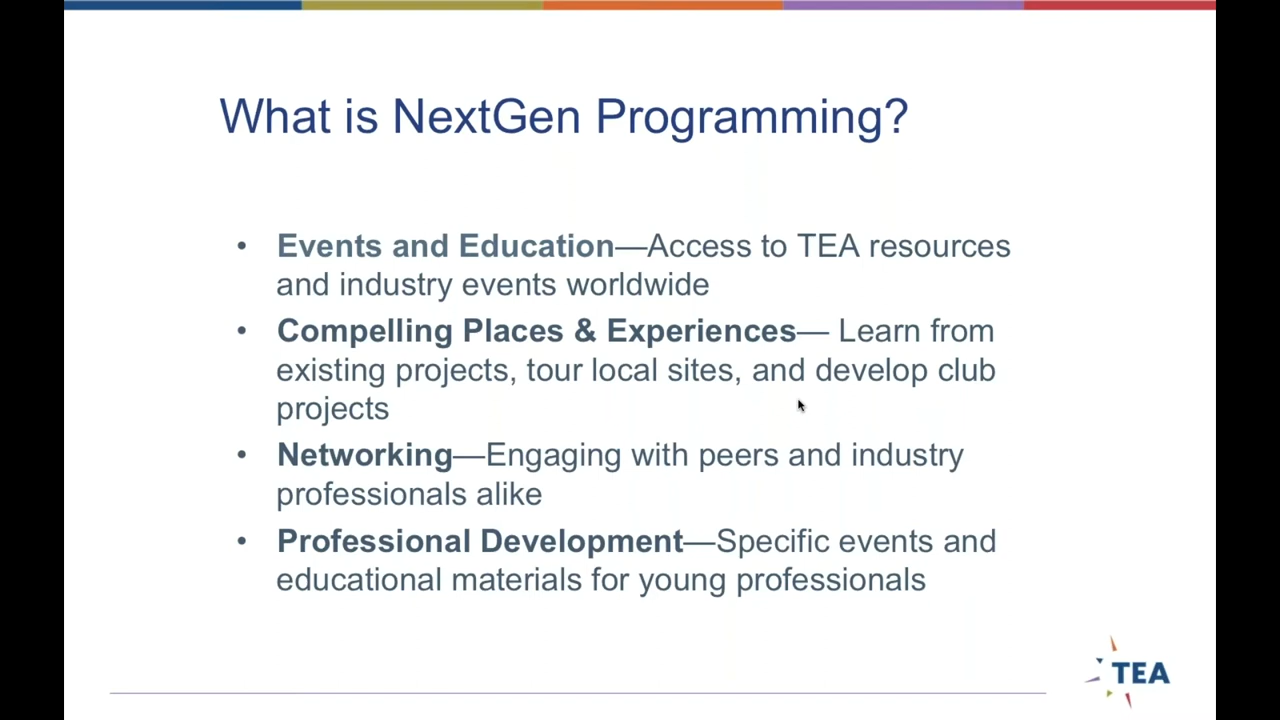 What is NextGen Programming?
• Events and Education—Access to TEA resources
and industry events worldwide
• Compelling Places & Experiences— Learn from
existing projects, tour local sites, and develop club
projects
• Networking—Engaging with peers and industry
professionals alike
• Professional Development—Specific events and
educational materials for young professionals
TEA